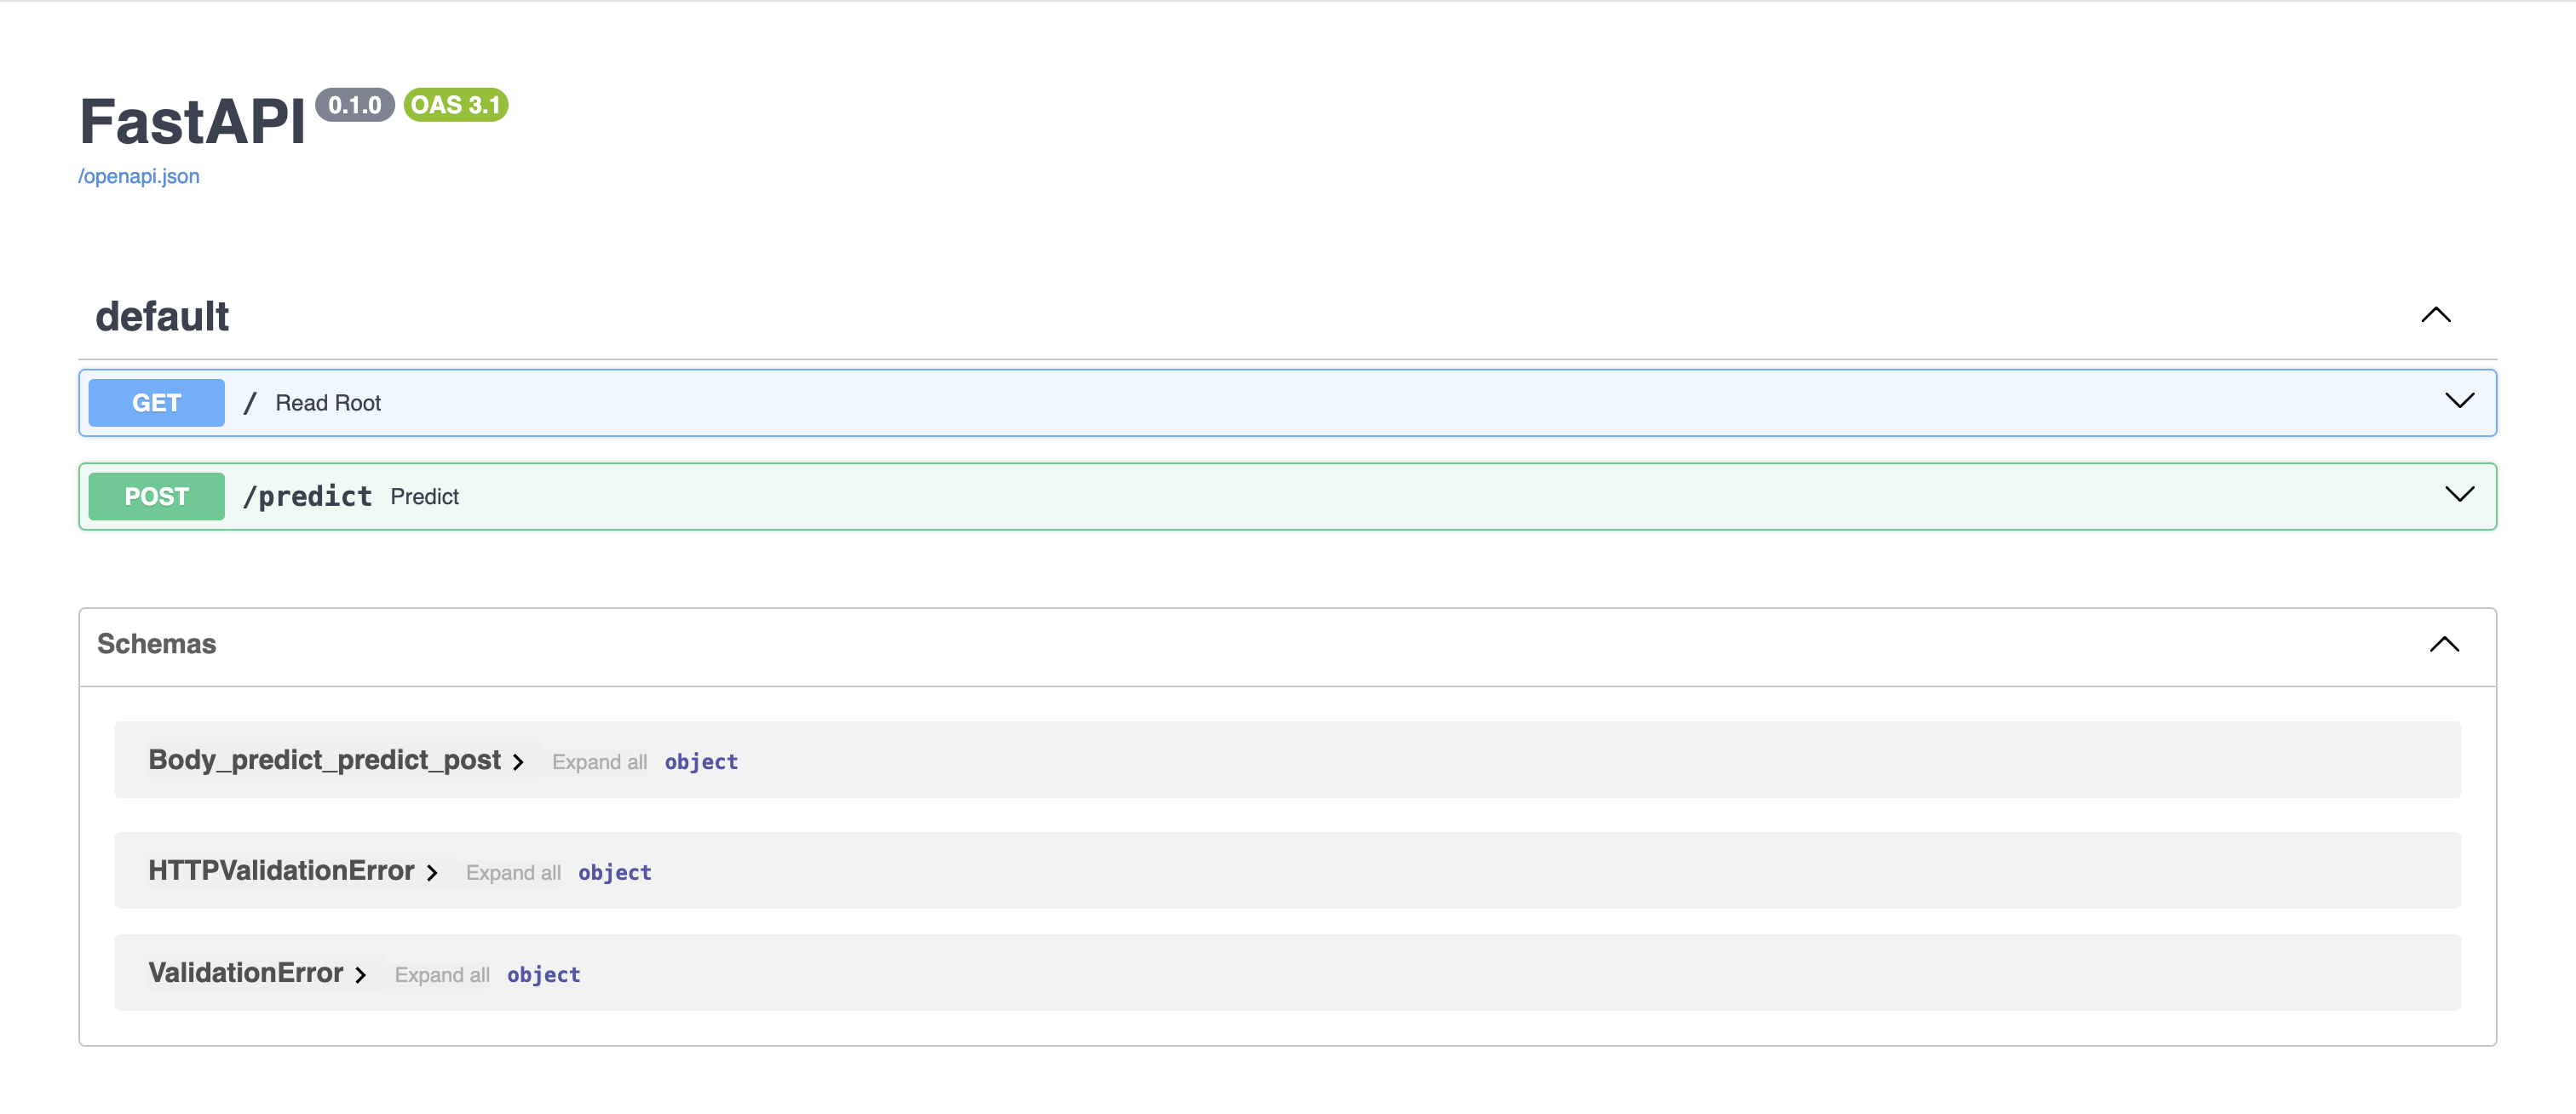 FastAPI 0.1.0 OAS 3.1
/openapi.json
default
GET / Read Root
POST /predict Predict
Schemas
Body_predict_predict_post Expand all object
HTTPValidationError Expand all object
ValidationError Expand all object